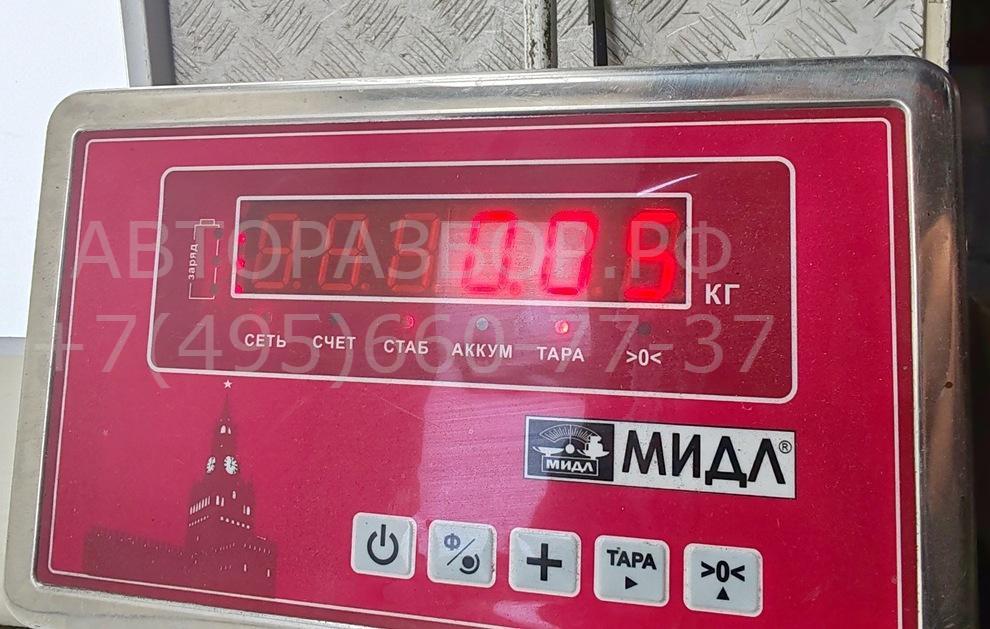 АВТОРАЗБОР.РФ
+7(495)660-77-37
заряд
0.05
КГ
СЕТЬ СЧЕТ СТАБ АККУМ ТАРА >0<
МИДЛ МИДЛ®
Ф + ТАРА >0<